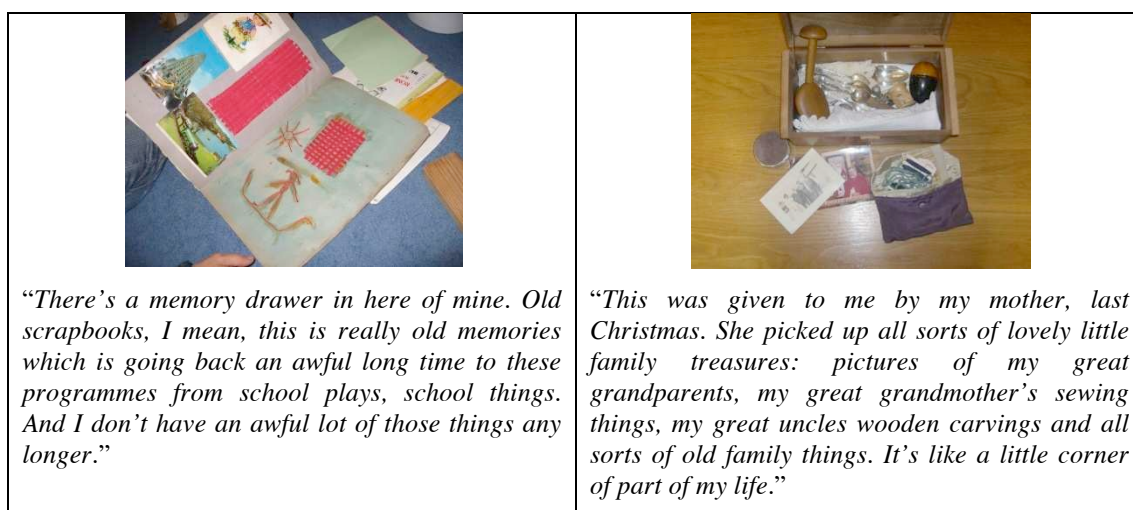 “There’s a memory drawer in here of mine. Old
scrapbooks, I mean, this is really old memories
which is going back an awful long time to these
programmes from school plays, school things.
And I don’t have an awful lot of those things any
longer.”
“This was given to me by my mother, last
Christmas. She picked up all sorts of lovely little
family treasures: pictures of my great
grandparents, my great grandmother’s sewing
things, my great uncles wooden carvings and all
sorts of old family things. It’s like a little corner
of part of my life.”